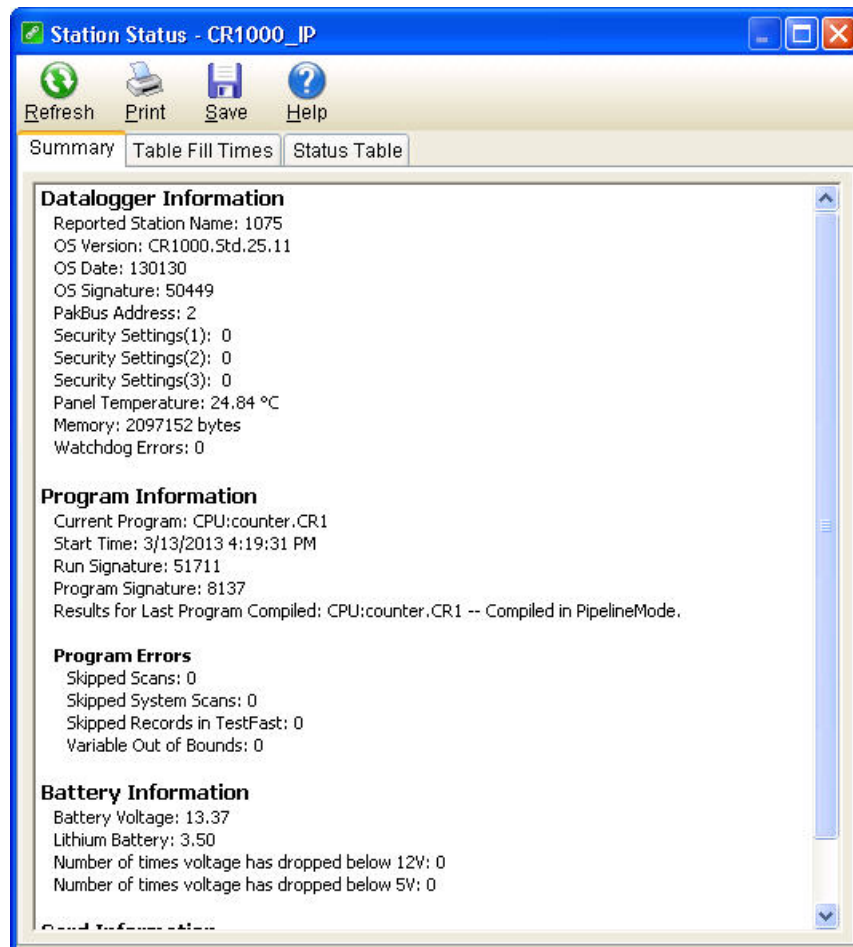 Station Status - CR1000_IP
Refresh Print Save Help
Summary Table Fill Times Status Table
Datalogger Information
Reported Station Name: 1075
OS Version: CR1000.Std.25.11
OS Date: 130130
OS Signature: 50449
PakBus Address: 2
Security Settings(1): 0
Security Settings(2): 0
Security Settings(3): 0
Panel Temperature: 24.84 °C
Memory: 2097152 bytes
Watchdog Errors: 0
Program Information
Current Program: CPU:counter.CR1
Start Time: 3/13/2013 4:19:31 PM
Run Signature: 51711
Program Signature: 8137
Results for Last Program Compiled: CPU:counter.CR1 -- Compiled in PipelineMode.
Program Errors
Skipped Scans: 0
Skipped System Scans: 0
Skipped Records in TestFast: 0
Variable Out of Bounds: 0
Battery Information
Battery Voltage: 13.37
Lithium Battery: 3.50
Number of times voltage has dropped below 12V: 0
Number of times voltage has dropped below 5V: 0
Card Information